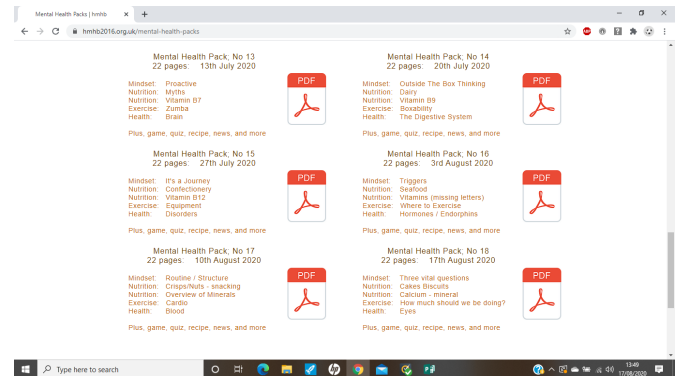 Mental Health Packs | hmhb
hmhb2016.org.uk/mental-health-packs
Mental Health Pack; No 13
22 pages: 13th July 2020
Mindset: Proactive
Nutrition: Myths
Nutrition: Vitamin B7
Exercise: Zumba
Health: Brain
Plus, game, quiz, recipe, news, and more
PDF
Mental Health Pack; No 14
22 pages: 20th July 2020
Mindset: Outside The Box Thinking
Nutrition: Dairy
Nutrition: Vitamin B9
Exercise: Boxability
Health: The Digestive System
Plus, game, quiz, recipe, news, and more
PDF
Mental Health Pack; No 15
22 pages: 27th July 2020
Mindset: It's a Journey
Nutrition: Confectionery
Nutrition: Vitamin B12
Exercise: Equipment
Health: Disorders
Plus, game, quiz, recipe, news, and more
PDF
Mental Health Pack; No 16
22 pages: 3rd August 2020
Mindset: Triggers
Nutrition: Seafood
Nutrition: Vitamins (missing letters)
Exercise: Where to Exercise
Health: Hormones / Endorphins
Plus, game, quiz, recipe, news, and more
PDF
Mental Health Pack; No 17
22 pages: 10th August 2020
Mindset: Routine / Structure
Nutrition: Crisps/Nuts - snacking
Nutrition: Overview of Minerals
Exercise: Cardio
Health: Blood
Plus, game, quiz, recipe, news, and more
PDF
Mental Health Pack; No 18
22 pages: 17th August 2020
Mindset: Three vital questions
Nutrition: Cakes Biscuits
Nutrition: Calcium - mineral
Exercise: How much should we be doing?
Health: Eyes
Plus, game, quiz, recipe, news, and more
PDF
Type here to search
13:49
17/08/2020